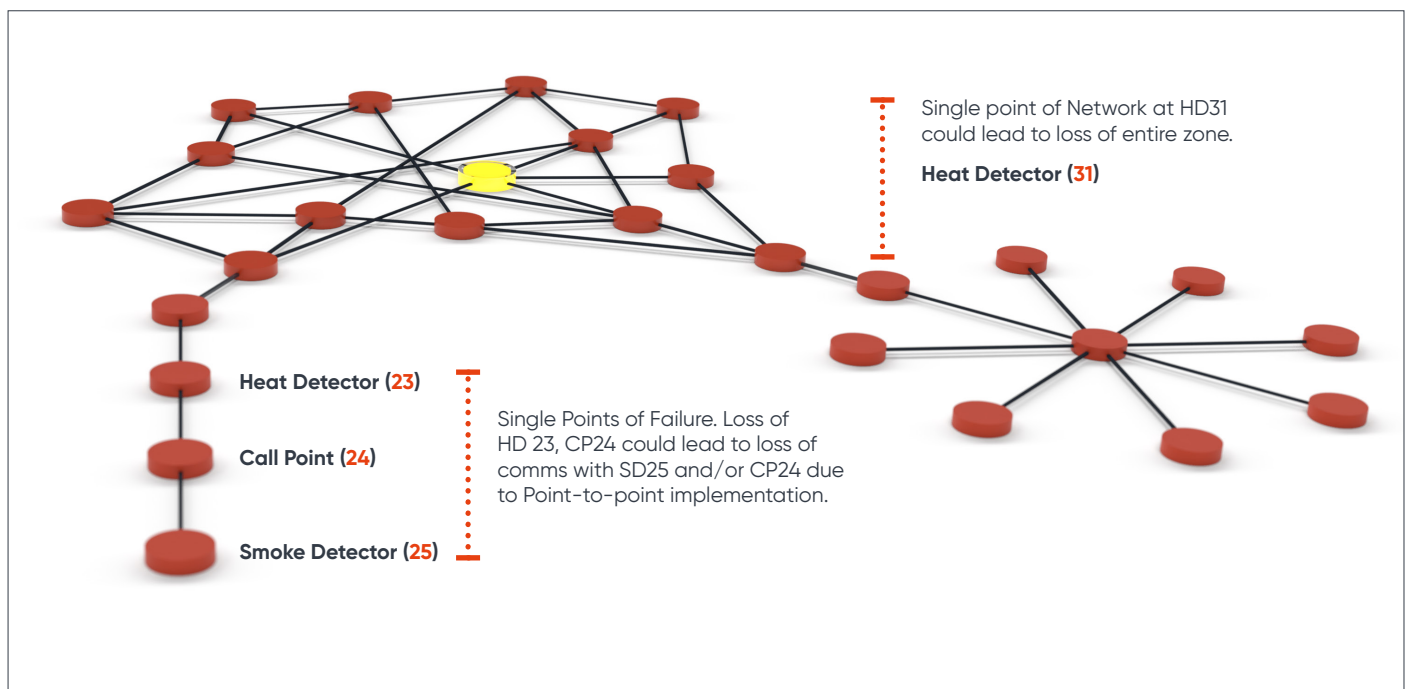 Single point of Network at HD31
could lead to loss of entire zone.
Heat Detector (31)
Heat Detector (23)
Call Point (24)
Smoke Detector (25)
Single Points of Failure. Loss of
HD 23, CP24 could lead to loss of
comms with SD25 and/or CP24 due
to Point-to-point implementation.